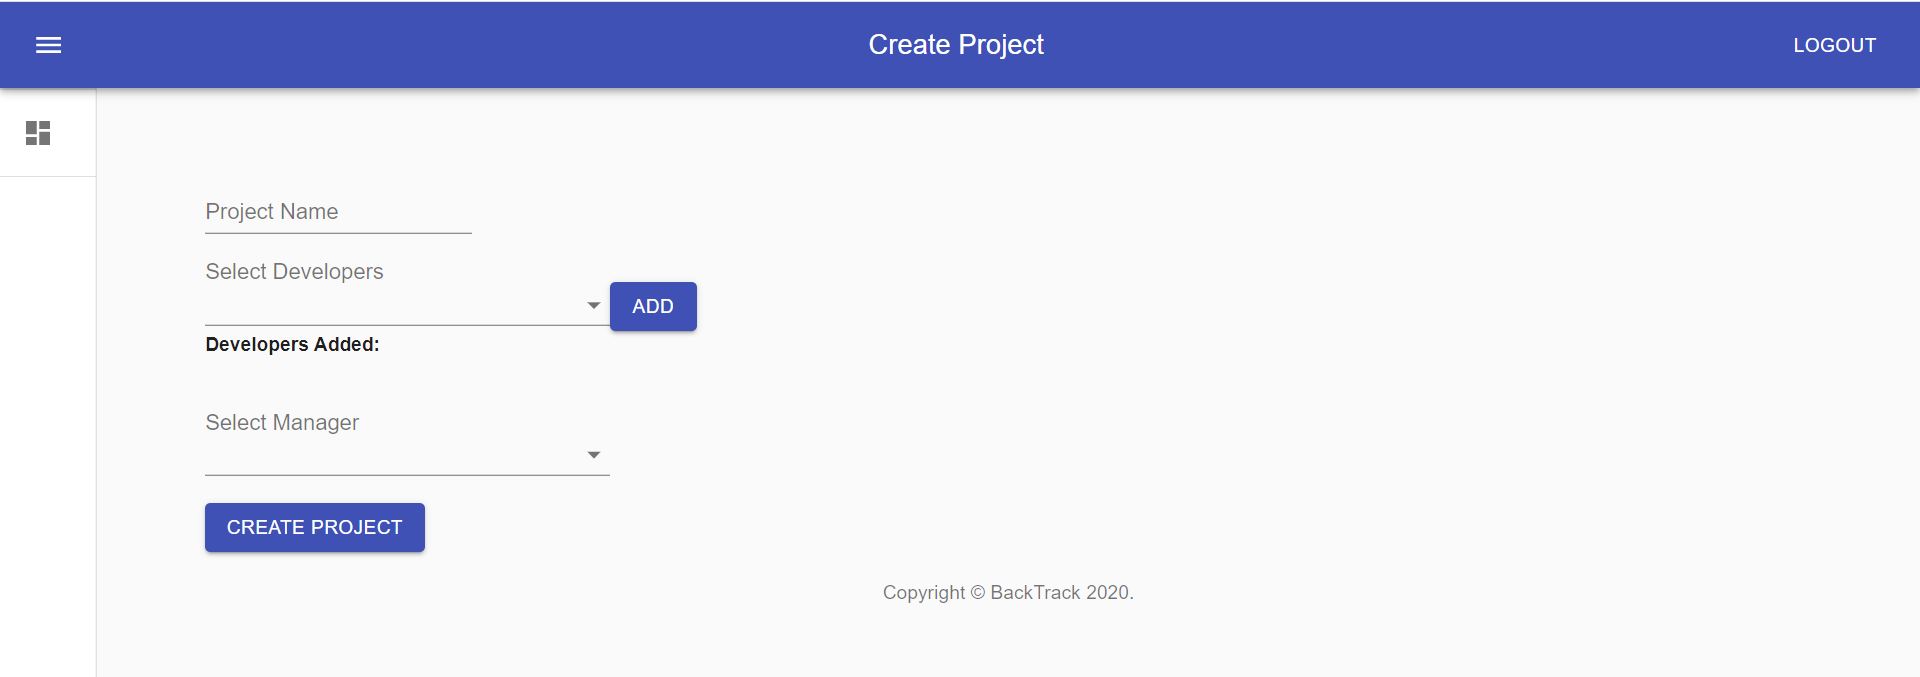 Create Project
LOGOUT
Project Name
Select Developers
ADD
Developers Added:
Select Manager
CREATE PROJECT
Copyright © BackTrack 2020.